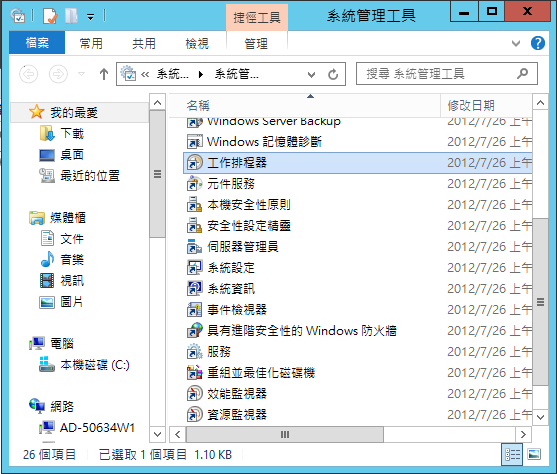 捷徑工具
系統管理工具
檔案 常用 共用 檢視 管理
« 系統... 系統管... 搜尋 系統管理工具
名稱 修改日期
我的最愛
下載
桌面
最近的位置
媒體櫃
文件
音樂
視訊
圖片
電腦
本機磁碟 (C:)
網路
AD-50634W1
Windows Server Backup 2012/7/26 上午
Windows 記憶體診斷 2012/7/26 上午
工作排程器 2012/7/26 上午
元件服務 2012/7/26 上午
本機安全性原則 2012/7/26 上午
安全性設定精靈 2012/7/26 上午
伺服器管理員 2012/7/26 上午
系統設定 2012/7/26 上午
系統資訊 2012/7/26 上午
事件檢視器 2012/7/26 上午
具有進階安全性的 Windows 防火牆 2012/7/26 上午
服務 2012/7/26 上午
重組並最佳化磁碟機 2012/7/26 上午
效能監視器 2012/7/26 上午
資源監視器 2012/7/26 上午
26 個項目 已選取 1 個項目 1.10 KB